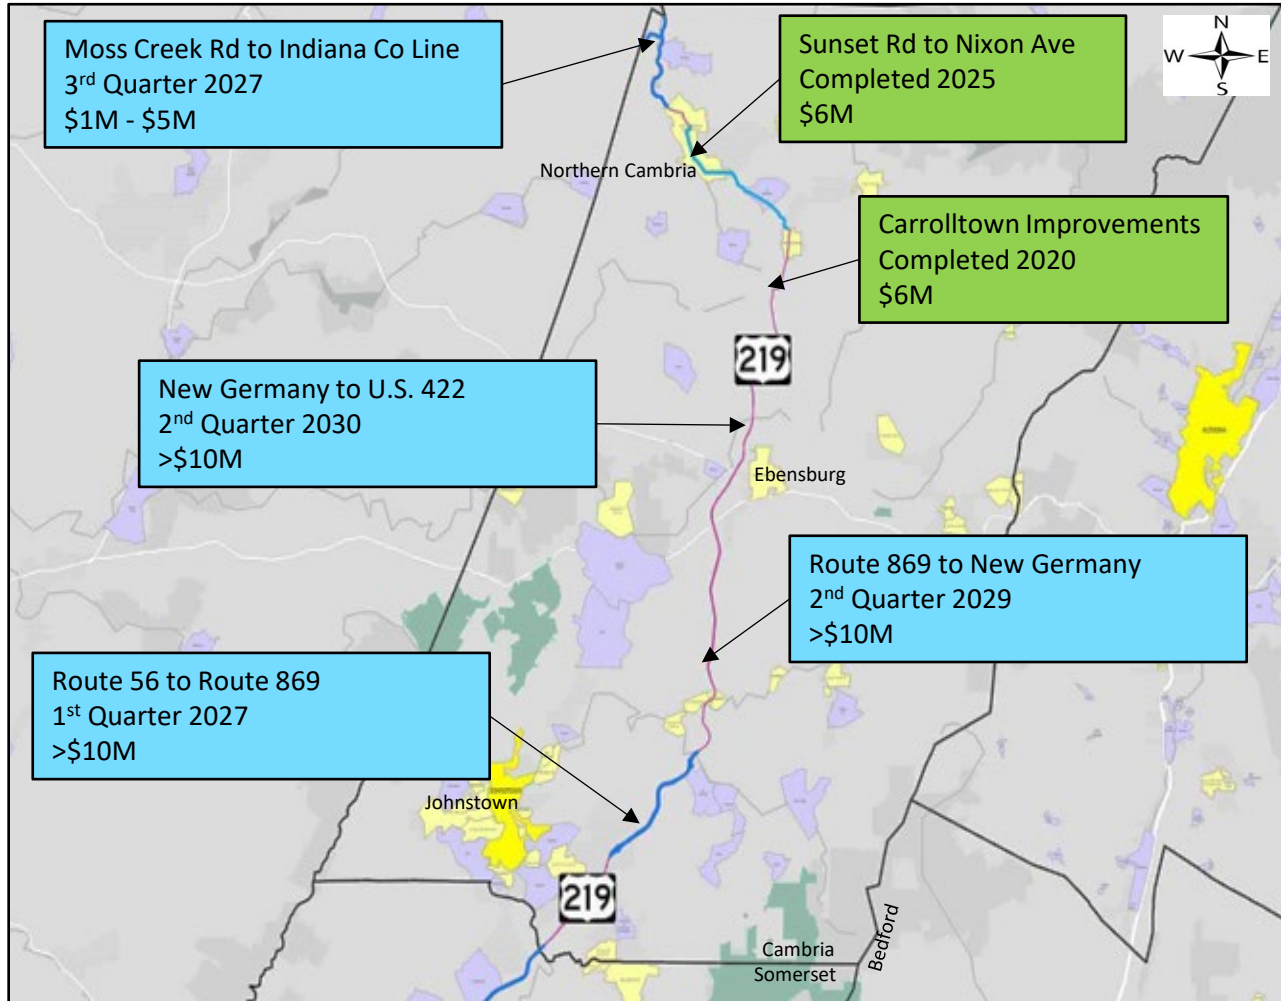 Moss Creek Rd to Indiana Co Line
3rd Quarter 2027
$1M - $5M
Sunset Rd to Nixon Ave
Completed 2025
$6M
N
W E
S
Northern Cambria
Carrolltown Improvements
Completed 2020
$6M
219
New Germany to U.S. 422
2nd Quarter 2030
>$10M
Ebensburg
Route 869 to New Germany
2nd Quarter 2029
>$10M
Route 56 to Route 869
1st Quarter 2027
>$10M
Johnstown
219
Cambria
Somerset
Bedford